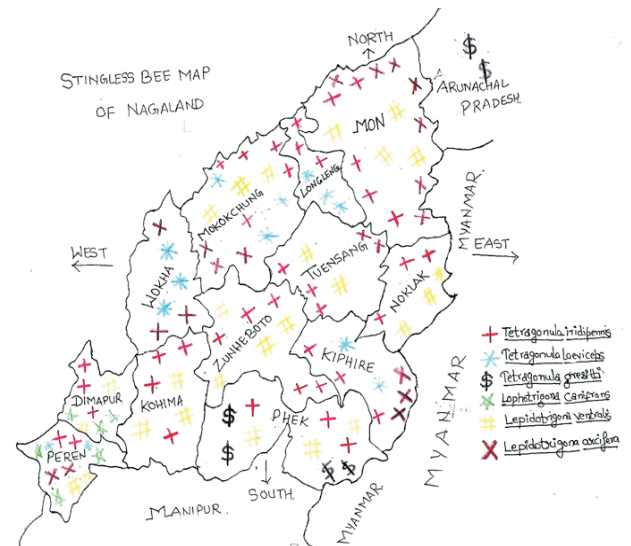 STINGLESS BEE MAP
OF NAGALAND
NORTH
ARUNACHAL
PRADESH.
MON
LONGLENG
MOKOKCHUNG
MYANMAR.
WEST
EAST
TUENSANG
NOKLAK
WOKHA
ZUNHEBOTO
KIPHIRE
DIMAPUR
KOHIMA
PHEK
PEREN
SOUTH.
MANIPUR.
MYANMAR
MYANMAR
Tetragonula iridipennis
Tetragonula laeviceps
Tetragonula gressitti
Lophotrigona canifrons
Lepidotrigona ventralis
Lepidotrigona arcifera